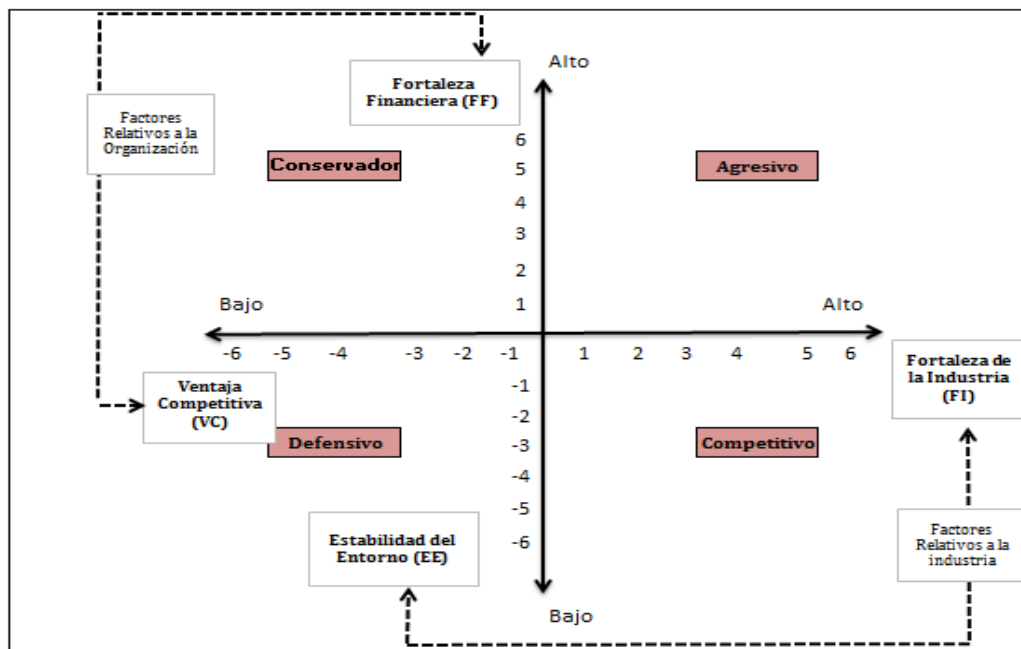 Alto
Fortaleza
Financiera (FF)
Factores
Relativos a la
Organización
6
Conservador
5
Agresivo
4
3
2
Bajo
1
Alto
-6 -5 -4 -3 -2 -1 1 2 3 4 5 6
Fortaleza de
la Industria
(FI)
-1
Ventaja
Competitiva
(VC)
-2
Defensivo
-3
Competitivo
-4
-5
-6
Estabilidad del
Entorno (EE)
Factores
Relativos a la
industria
Bajo